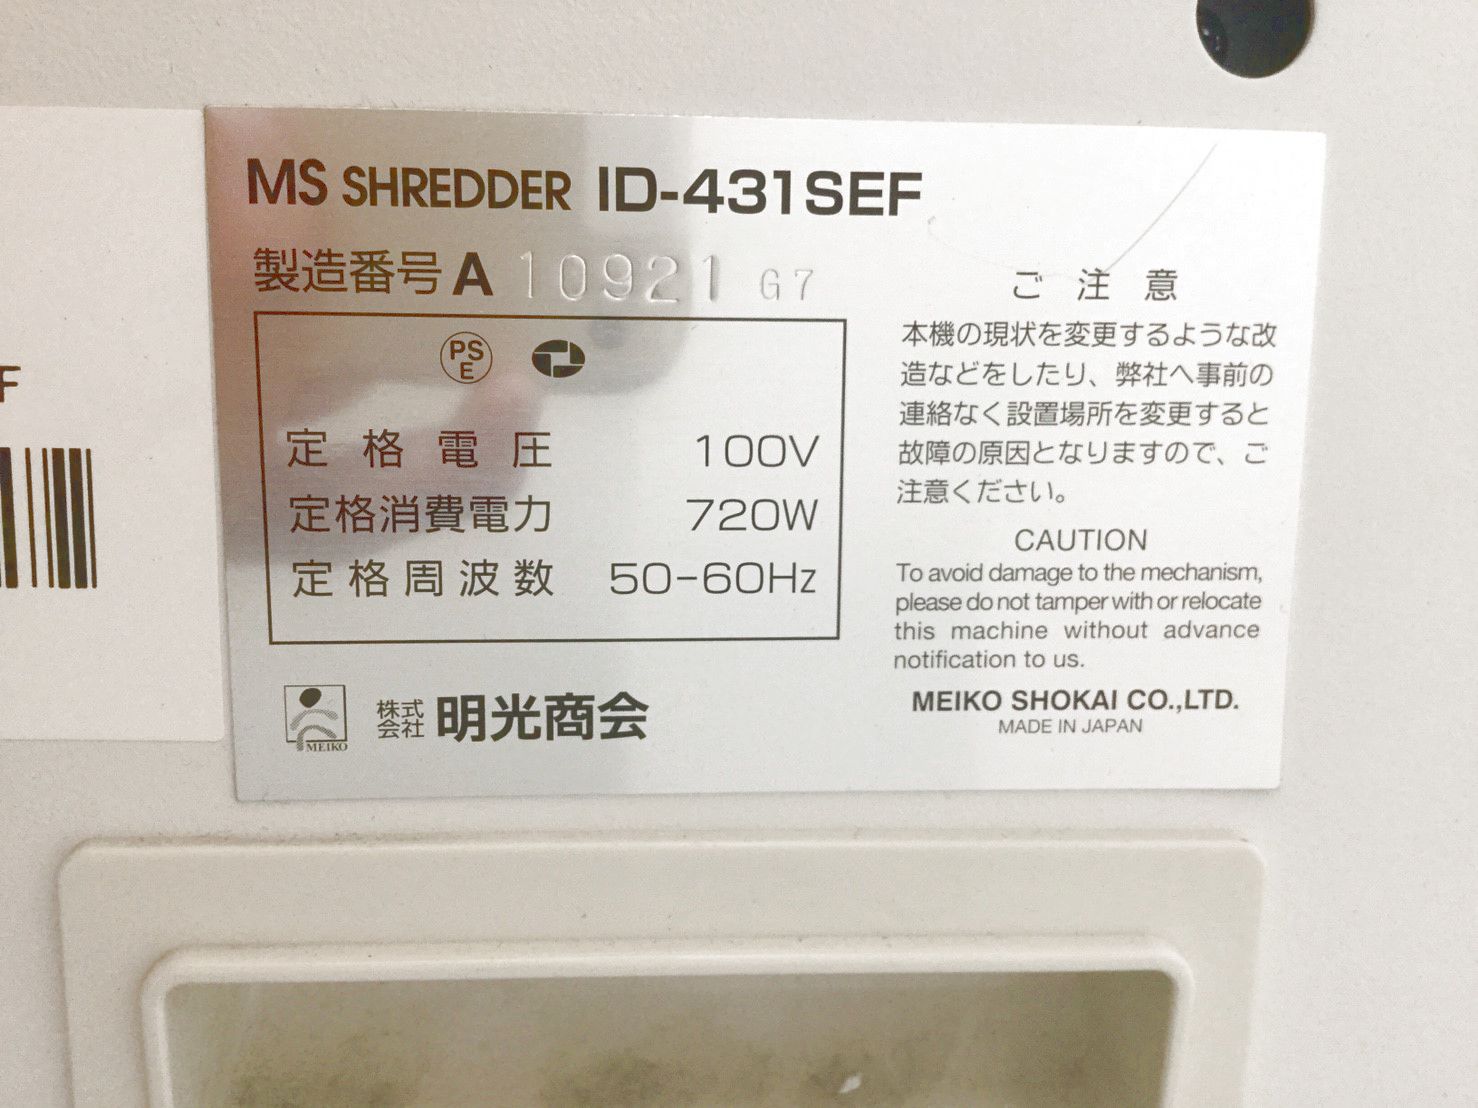 MS SHREDDER ID-431SEF
製造番号 A 10921 G7
PS
E
定格電圧 100V
定格消費電力 720W
定格周波数 50-60Hz
MEIKO
株式会社 明光商会
ご注意
本機の現状を変更するような改
造などをしたり、弊社へ事前の
連絡なく設置場所を変更すると
故障の原因となりますので、ご
注意ください。
CAUTION
To avoid damage to the mechanism,
please do not tamper with or relocate
this machine without advance
notification to us.
MEIKO SHOKAI CO.,LTD.
MADE IN JAPAN
F